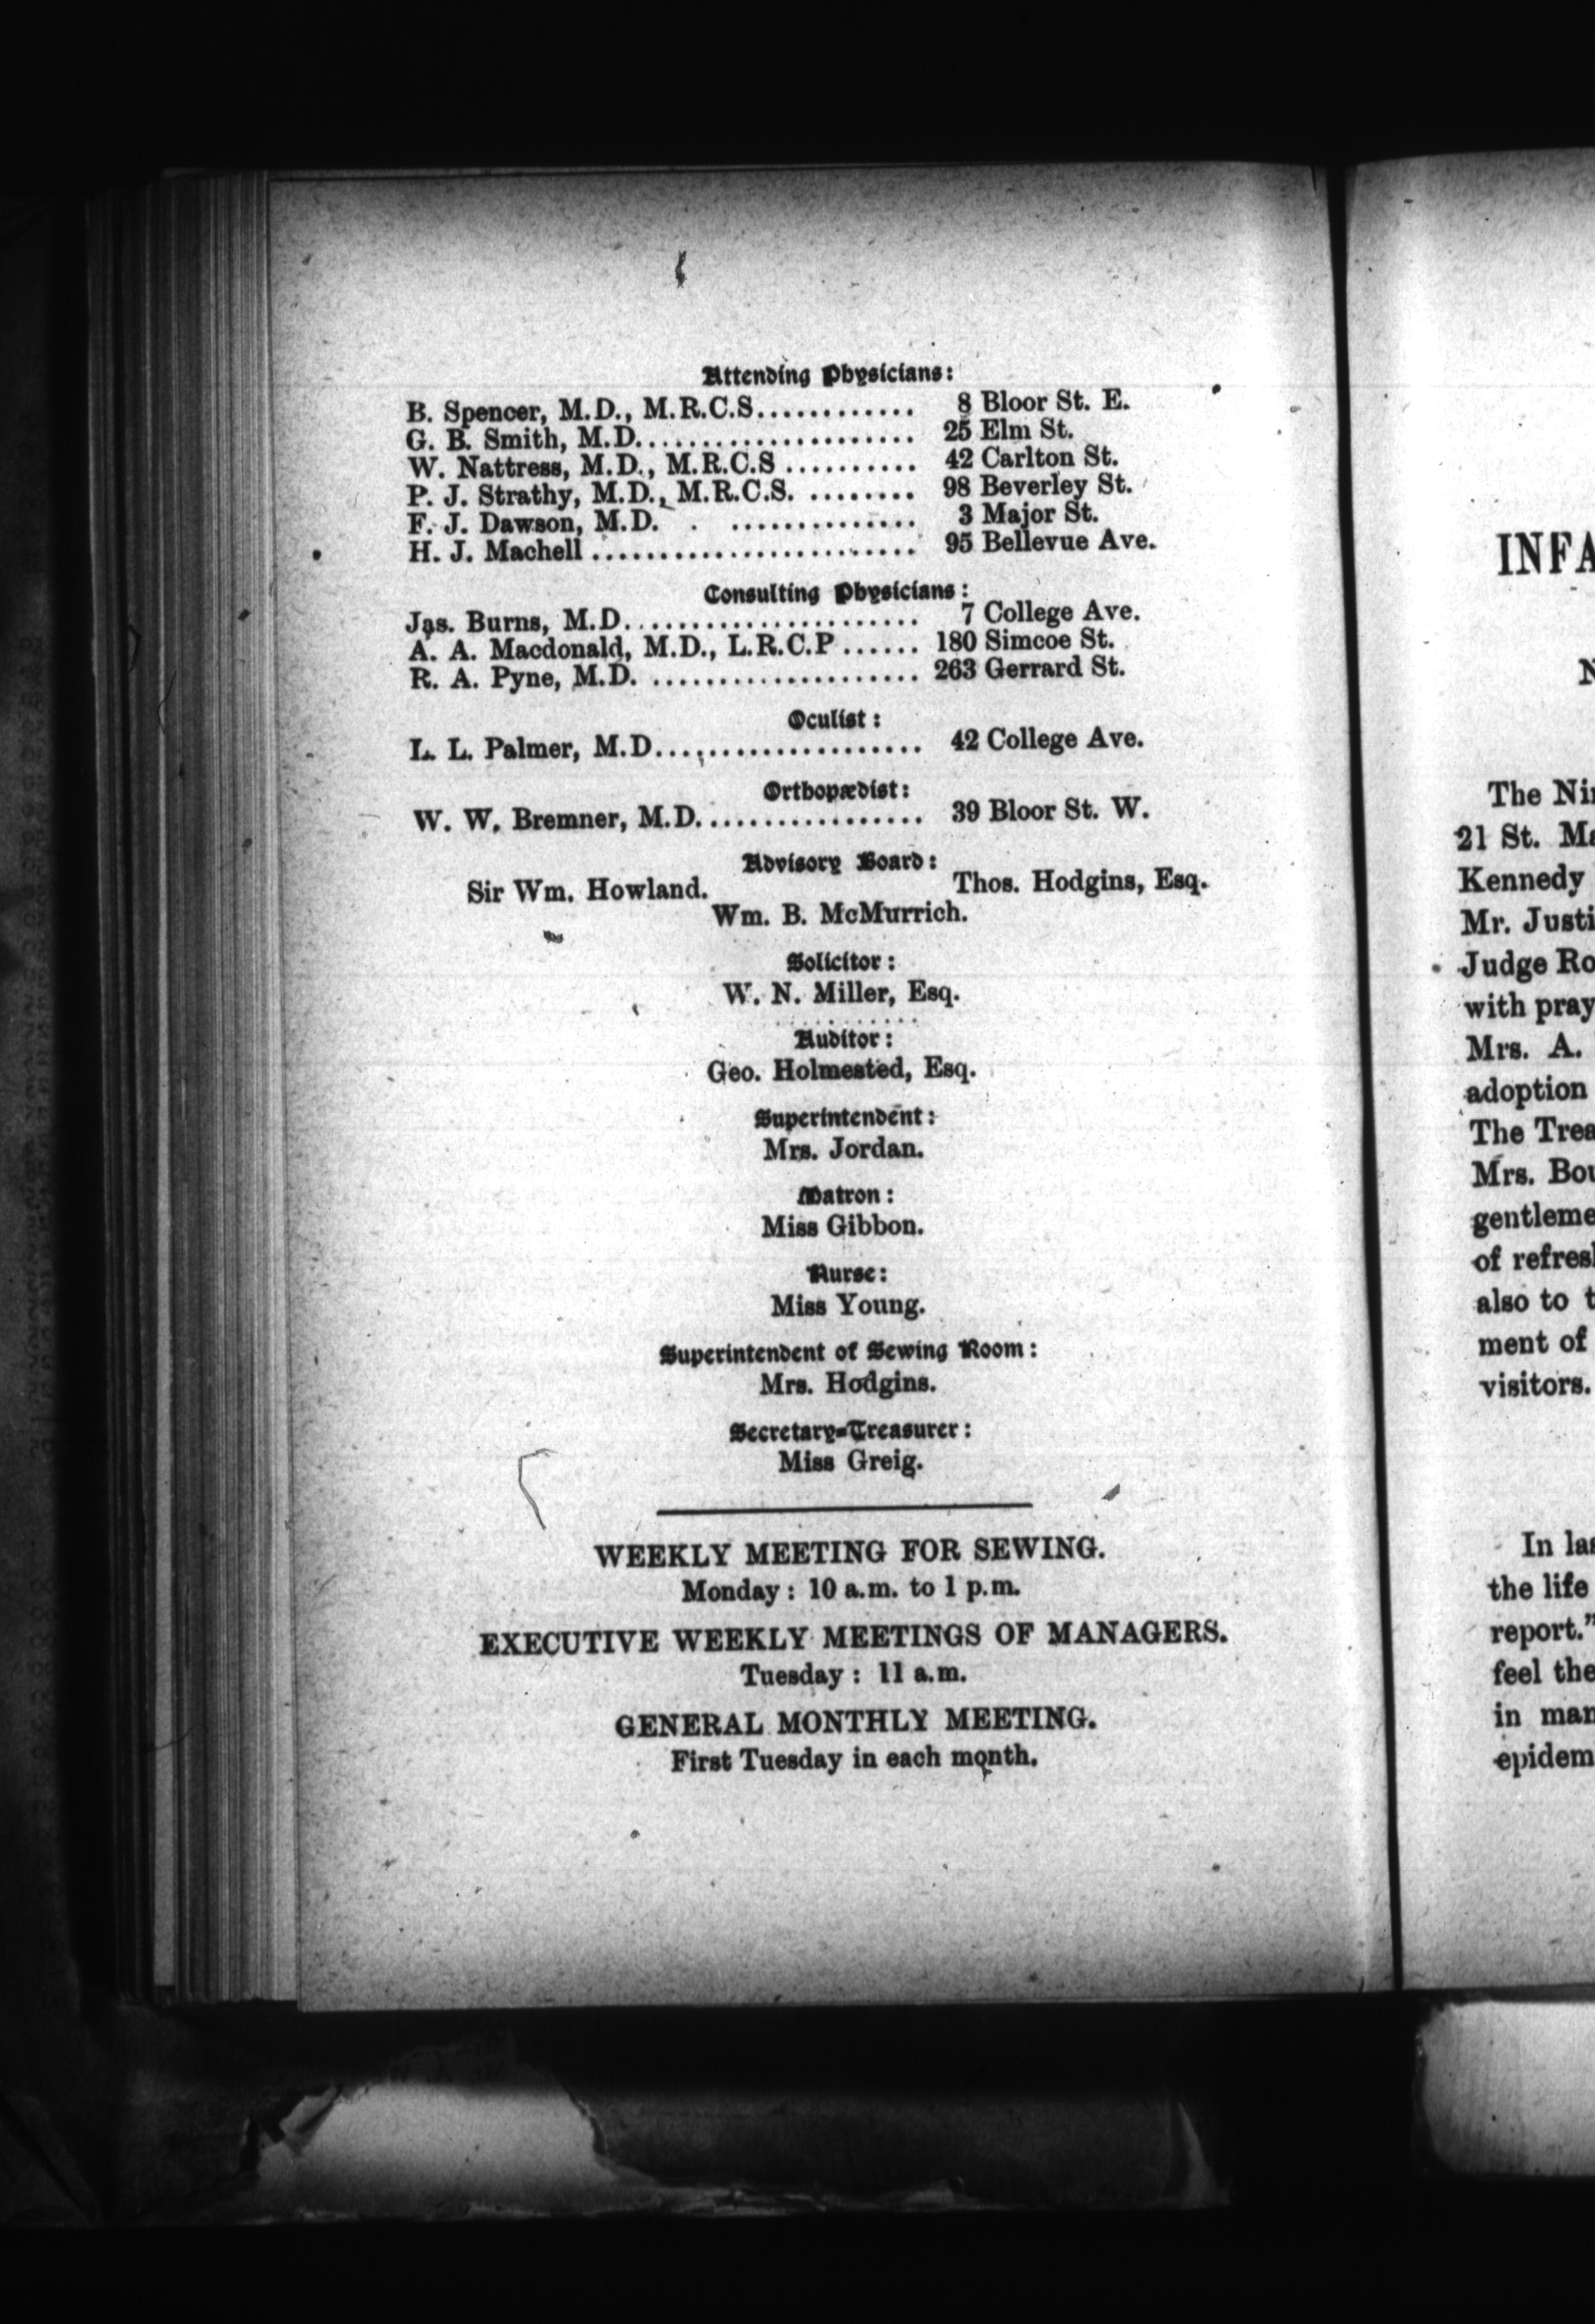 Attending Physicians:
B. Spencer, M.D., M.R.C.S............ 8 Bloor St. E.
G. B. Smith, M.D..................... 25 Elm St.
W. Nattress, M.D., M.R.C.S .......... 42 Carlton St.
P. J. Strathy, M.D., M.R.C.S. ........ 98 Beverley St.
F. J. Dawson, M.D. . .............. 3 Major St.
H. J. Machell ........................ 95 Bellevue Ave.
Consulting Physicians:
Jas. Burns, M.D...................... 7 College Ave.
A. A. Macdonald, M.D., L.R.C.P ...... 180 Simcoe St.
R. A. Pyne, M.D. .................... 263 Gerrard St.
Oculist:
L. L. Palmer, M.D.................... 42 College Ave.
Orthopædist:
W. W. Bremner, M.D................. 39 Bloor St. W.
Advisory Board:
Sir Wm. Howland. Thos. Hodgins, Esq.
Wm. B. McMurrich.
Solicitor:
W. N. Miller, Esq.
Auditor:
Geo. Holmested, Esq.
Superintendent:
Mrs. Jordan.
Matron:
Miss Gibbon.
Nurse:
Miss Young.
Superintendent of Sewing Room:
Mrs. Hodgins.
Secretary=Treasurer:
Miss Greig.
WEEKLY MEETING FOR SEWING.
Monday: 10 a.m. to 1 p.m.
EXECUTIVE WEEKLY MEETINGS OF MANAGERS.
Tuesday: 11 a.m.
GENERAL MONTHLY MEETING.
First Tuesday in each month.
INFA
N
The Ni
21 St. Ma
Kennedy
Mr. Justi
Judge Ro
with pray
Mrs. A.
adoption
The Trea
Mrs. Bou
gentleme
of refres
also to t
ment of
visitors.
In las
the life
report."
feel the
in man
epidem